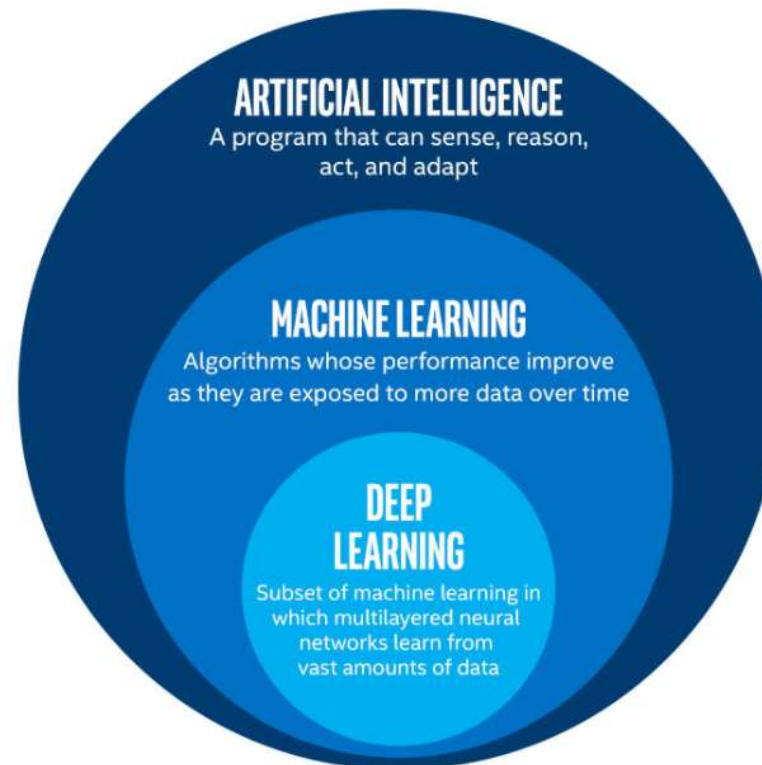 ARTIFICIAL INTELLIGENCE
A program that can sense, reason,
act, and adapt
MACHINE LEARNING
Algorithms whose performance improve
as they are exposed to more data over time
DEEP
LEARNING
Subset of machine learning in
which multilayered neural
networks learn from
vast amounts of data